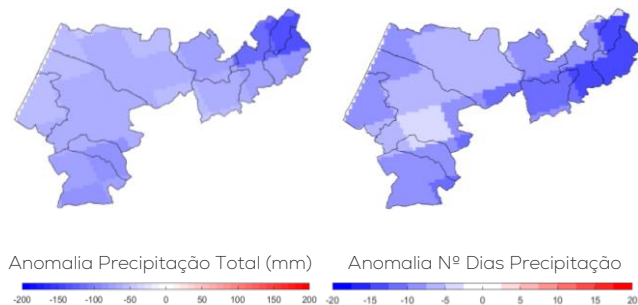 Anomalia Precipitação Total (mm)
-200 -150 -100 -50 0 50 100 150 200
Anomalia Nº Dias Precipitação
-20 -15 -10 -5 0 5 10 15 20